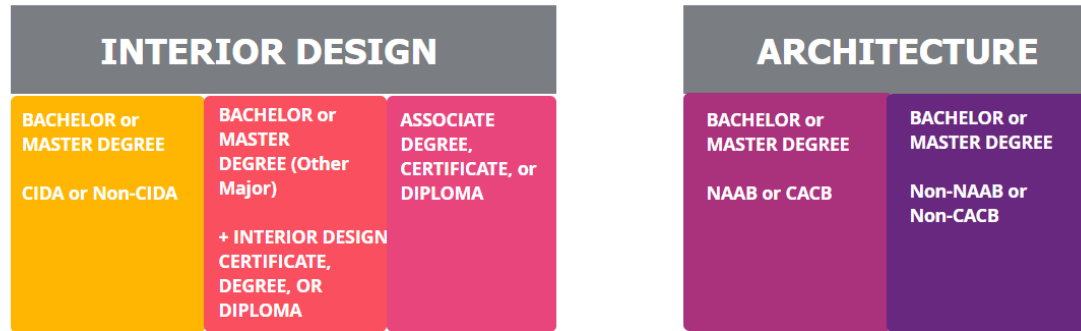 INTERIOR DESIGN
BACHELOR or
MASTER DEGREE
CIDA or Non-CIDA
BACHELOR or
MASTER
DEGREE (Other
Major)
+ INTERIOR DESIGN
CERTIFICATE,
DEGREE, OR
DIPLOMA
ASSOCIATE
DEGREE,
CERTIFICATE, or
DIPLOMA
ARCHITECTURE
BACHELOR or
MASTER DEGREE
NAAB or CACB
BACHELOR or
MASTER DEGREE
Non-NAAB or
Non-CACB